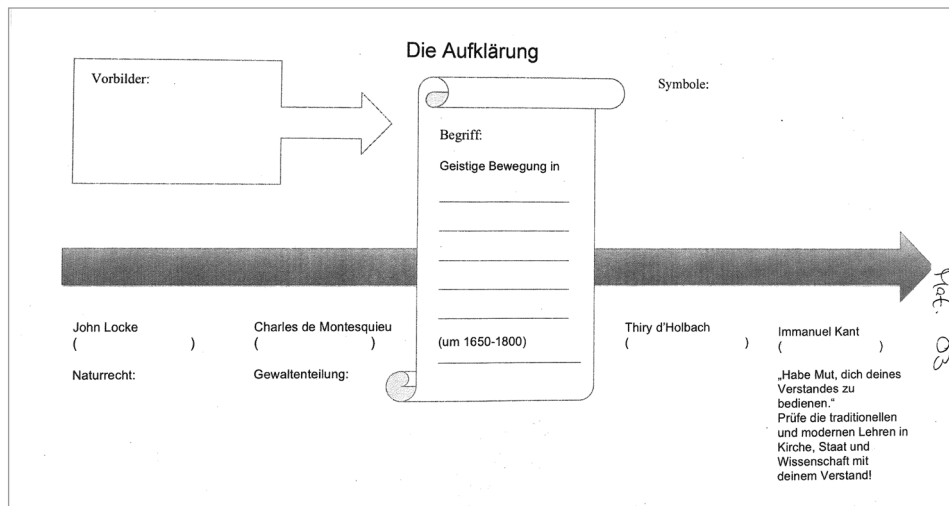 Die Aufklärung
Vorbilder:
Symbole:
Begriff:
Geistige Bewegung in
(um 1650-1800)
John Locke
( )
Naturrecht:
Charles de Montesquieu
( )
Gewaltenteilung:
Thiry d'Holbach
( )
Immanuel Kant
( )
„Habe Mut, dich deines
Verstandes zu
bedienen.“
Prüfe die traditionellen
und modernen Lehren in
Kirche, Staat und
Wissenschaft mit
deinem Verstand!
Mat. 03